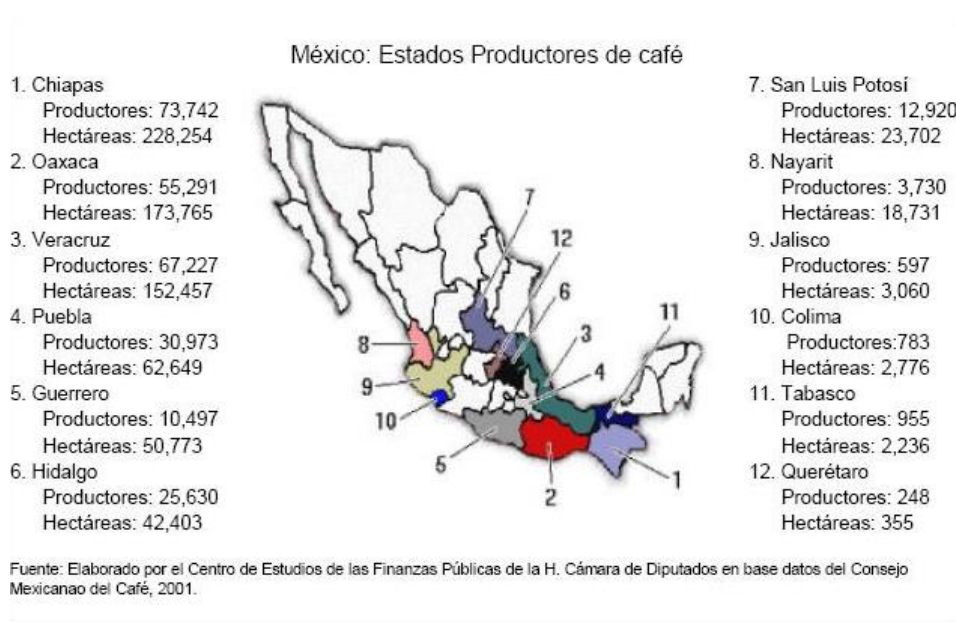 México: Estados Productores de café
1. Chiapas
Productores: 73,742
Hectáreas: 228,254
2. Oaxaca
Productores: 55,291
Hectáreas: 173,765
3. Veracruz
Productores: 67,227
Hectáreas: 152,457
4. Puebla
Productores: 30,973
Hectáreas: 62,649
5. Guerrero
Productores: 10,497
Hectáreas: 50,773
6. Hidalgo
Productores: 25,630
Hectáreas: 42,403
7
12
6
11
3
8
4
9
10
5
1
2
7. San Luis Potosí
Productores: 12,920
Hectáreas: 23,702
8. Nayarit
Productores: 3,730
Hectáreas: 18,731
9. Jalisco
Productores: 597
Hectáreas: 3,060
10. Colima
Productores:783
Hectáreas: 2,776
11. Tabasco
Productores: 955
Hectáreas: 2,236
12. Querétaro
Productores: 248
Hectáreas: 355
Fuente: Elaborado por el Centro de Estudios de las Finanzas Públicas de la H. Cámara de Diputados en base datos del Consejo
Mexicanao del Café, 2001.